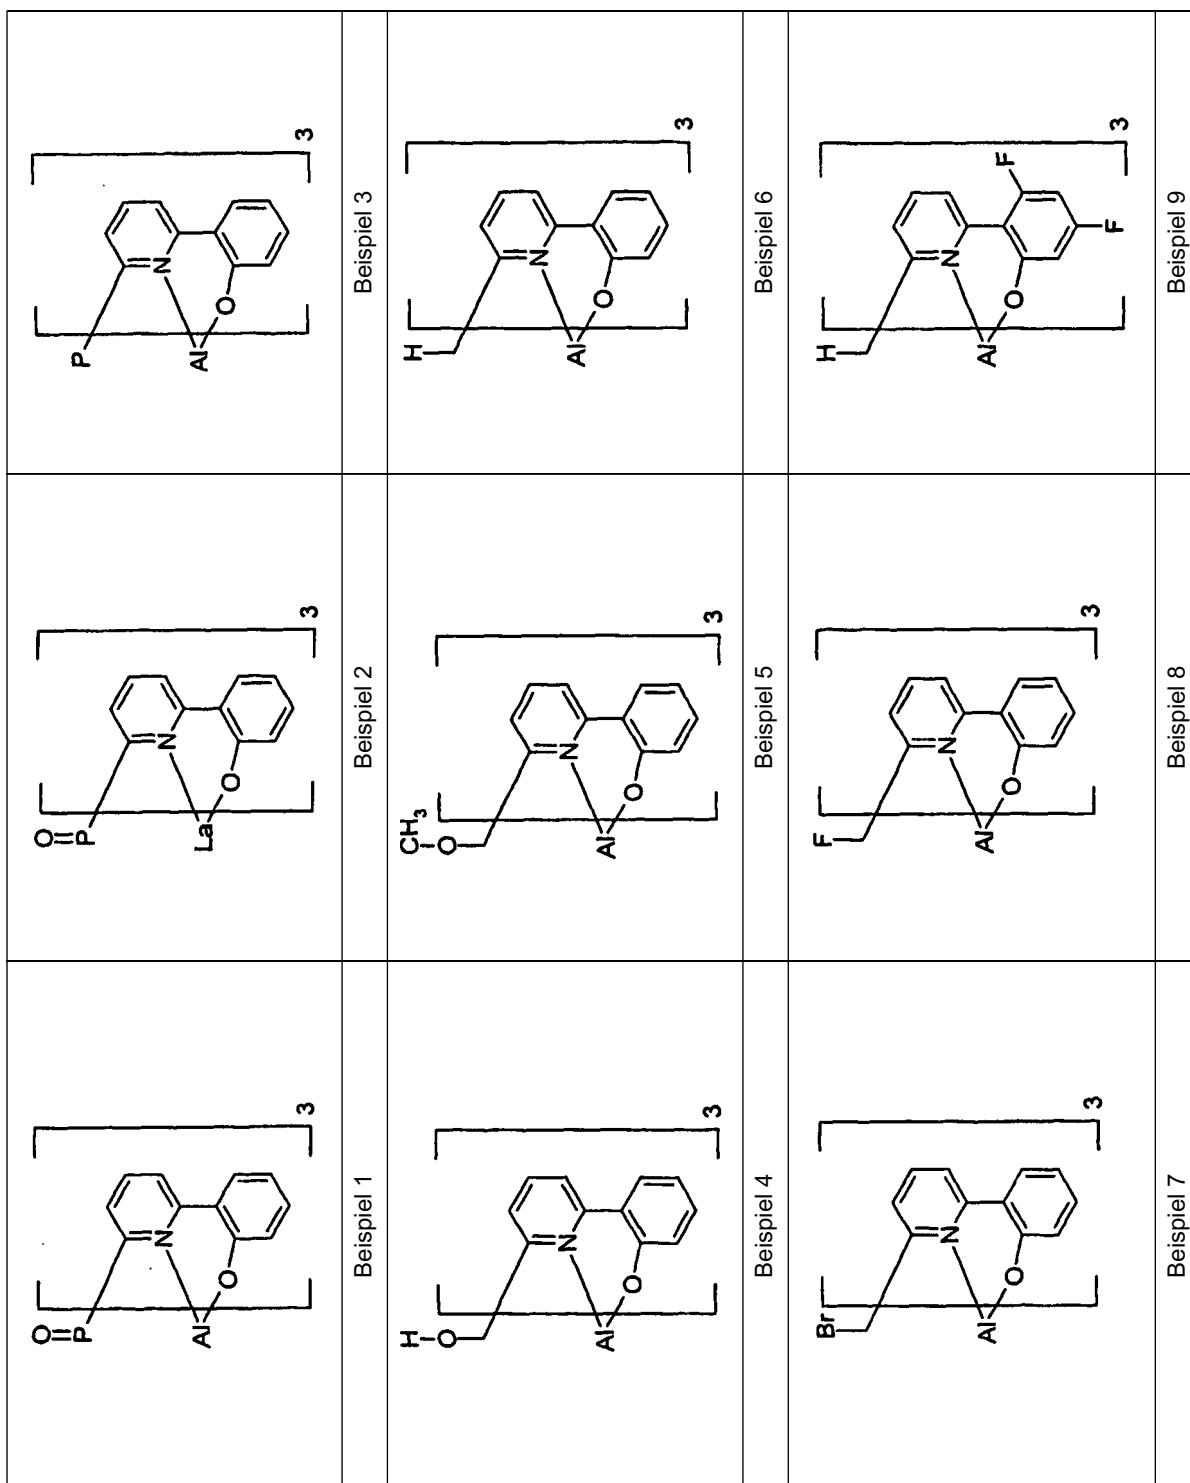 O
P
N
Al
O
3
Beispiel 1
O
P
N
La
O
3
Beispiel 2
P
N
Al
O
3
Beispiel 3
H
O
N
Al
O
3
Beispiel 4
CH3
O
N
Al
O
3
Beispiel 5
H
N
Al
O
3
Beispiel 6
Br
N
Al
O
3
Beispiel 7
F
N
Al
O
3
Beispiel 8
H
N
Al
F
O
F
3
Beispiel 9